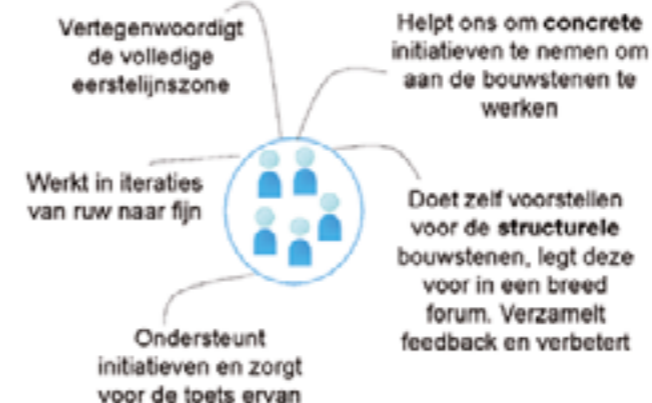 Vertegenwoordigt
de volledige
eerstelijnszone
Helpt ons om concrete
initiatieven te nemen om
aan de bouwstenen te
werken
Werkt in iteraties
van ruw naar fijn
Doet zelf voorstellen
voor de structurele
bouwstenen, legt deze
voor in een breed
forum. Verzamelt
feedback en verbetert
Ondersteunt
initiatieven en zorgt
voor de toets ervan